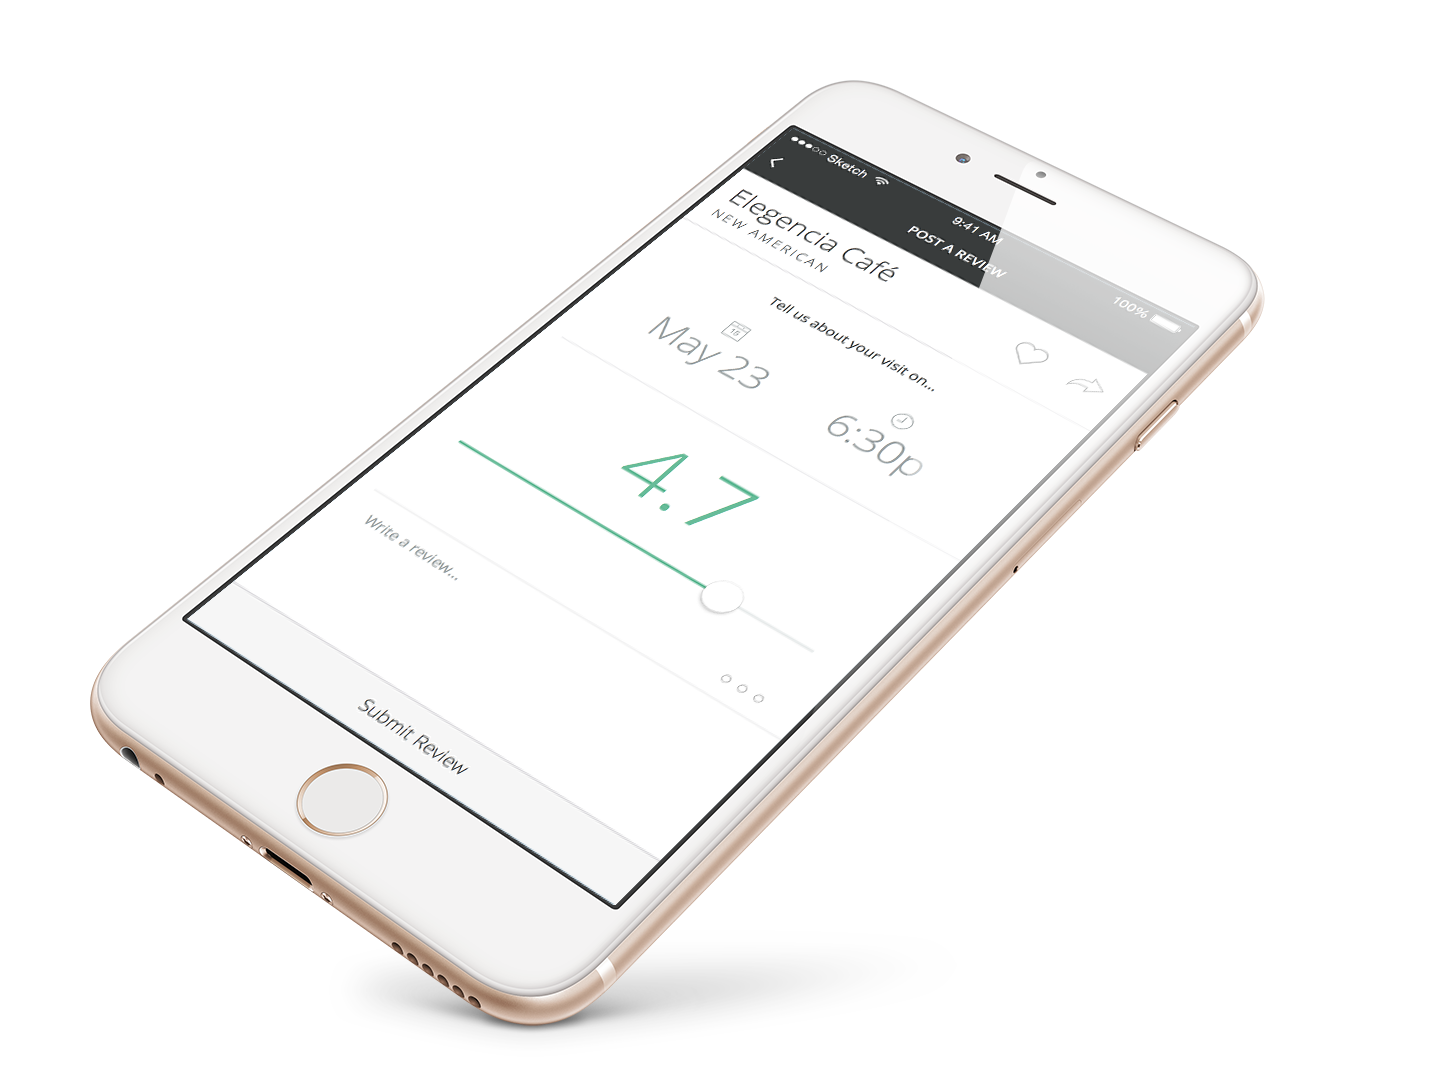 Sketch
9:41 AM
100%
POST A REVIEW
Elegencia Café
NEW AMERICAN
Tell us about your visit on...
15
May 23
6:30p
4.7
Write a review...
Submit Review